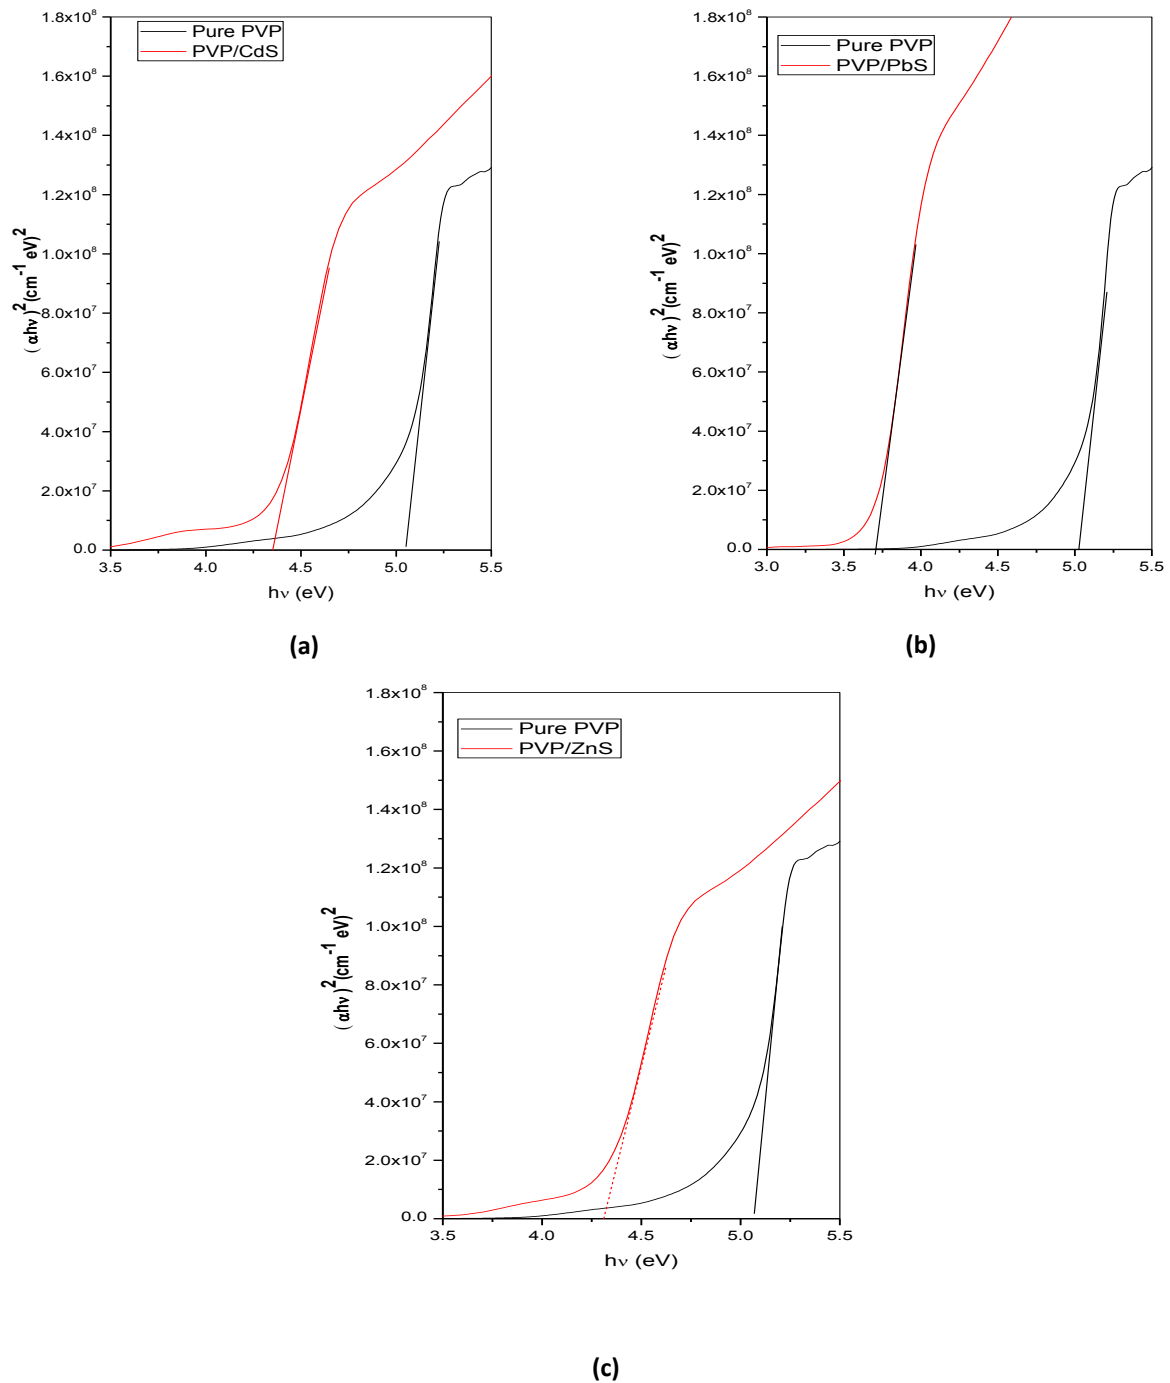 1.8x10⁸
Pure PVP
PVP/CdS
1.6x10⁸
1.4x10⁸
1.2x10⁸
1.0x10⁸
8.0x10⁷
6.0x10⁷
4.0x10⁷
2.0x10⁷
0.0
(αhν)²(cm⁻¹ eV)²
3.5 4.0 4.5 5.0 5.5
hν (eV)
(a)
1.8x10⁸
Pure PVP
PVP/PbS
1.6x10⁸
1.4x10⁸
1.2x10⁸
1.0x10⁸
8.0x10⁷
6.0x10⁷
4.0x10⁷
2.0x10⁷
0.0
(αhν)²(cm⁻¹ eV)²
3.0 3.5 4.0 4.5 5.0 5.5
hν (eV)
(b)
1.8x10⁸
Pure PVP
PVP/ZnS
1.6x10⁸
1.4x10⁸
1.2x10⁸
1.0x10⁸
8.0x10⁷
6.0x10⁷
4.0x10⁷
2.0x10⁷
0.0
(αhν)²(cm⁻¹ eV)²
3.5 4.0 4.5 5.0 5.5
hν (eV)
(c)